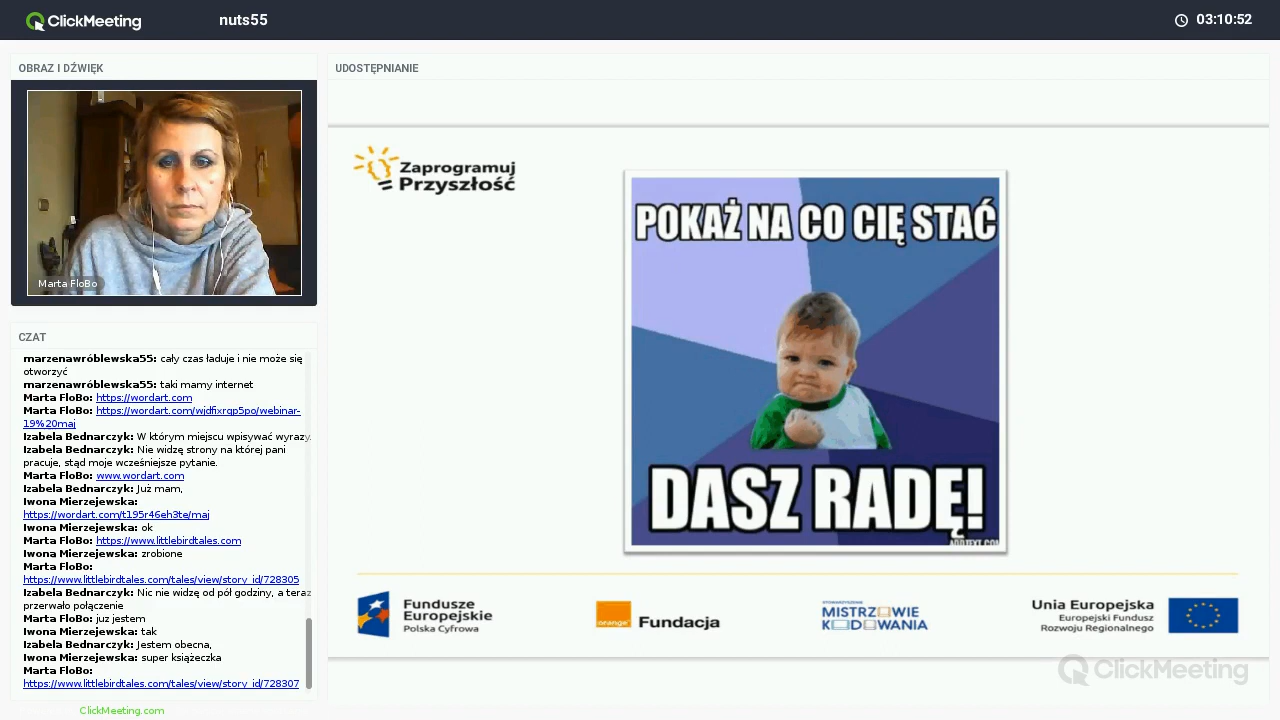 ClickMeeting
nuts55
03:10:52
OBRAZ I DŹWIĘK
Marta FloBo
CZAT
marzenawróblewska55: cały czas ładuje i nie może się
otworzyć
marzenawróblewska55: taki mamy internet
Marta FloBo: https://wordart.com
Marta FloBo: https://wordart.com/wjdfixrqp5po/webinar-
19%20maj
Izabela Bednarczyk: W którym miejscu wpisywać wyrazy.
Izabela Bednarczyk: Nie widzę strony na której pani
pracuje, stąd moje wcześniejsze pytanie.
Marta FloBo: www.wordart.com
Izabela Bednarczyk: Już mam,
Iwona Mierzejewska:
https://wordart.com/t195r46eh3te/maj
Iwona Mierzejewska: ok
Marta FloBo: https://www.littlebirdtales.com
Iwona Mierzejewska: zrobione
Marta FloBo:
https://www.littlebirdtales.com/tales/view/story_id/728305
Izabela Bednarczyk: Nic nie widzę od pół godziny, a teraz
przerwało połączenie
Marta FloBo: juz jestem
Iwona Mierzejewska: tak
Izabela Bednarczyk: Jestem obecna,
Iwona Mierzejewska: super książeczka
Marta FloBo:
https://www.littlebirdtales.com/tales/view/story_id/728307
ClickMeeting.com
UDOSTĘPNIANIE
Zaprogramuj
Przyszłość
POKAŻ NA CO CIĘ STAĆ
DASZ RADĘ!
Fundusze
Europejskie
Polska Cyfrowa
orange
Fundacja
STOWARZYSZENIE
MISTRZOWIE
KODOWANIA
Unia Europejska
Europejski Fundusz
Rozwoju Regionalnego
ClickMeeting